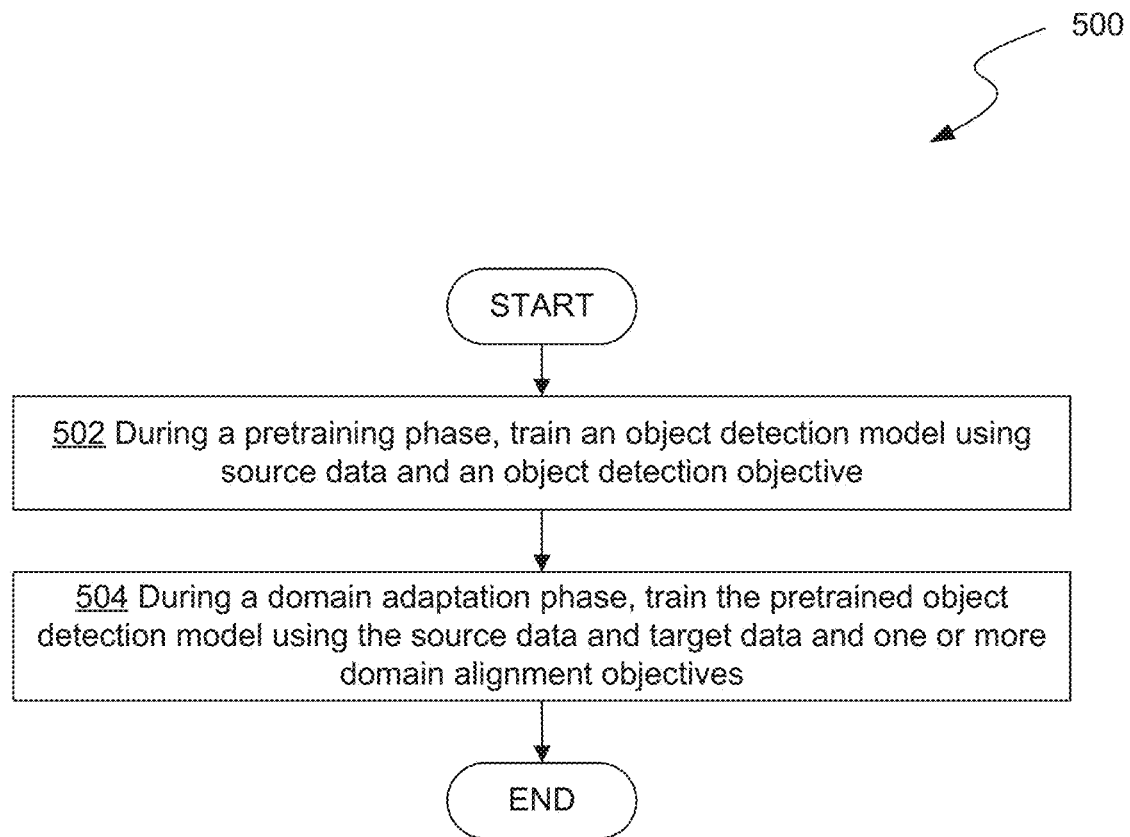 500
START
502 During a pretraining phase, train an object detection model using
source data and an object detection objective
504 During a domain adaptation phase, train the pretrained object
detection model using the source data and target data and one or more
domain alignment objectives
END